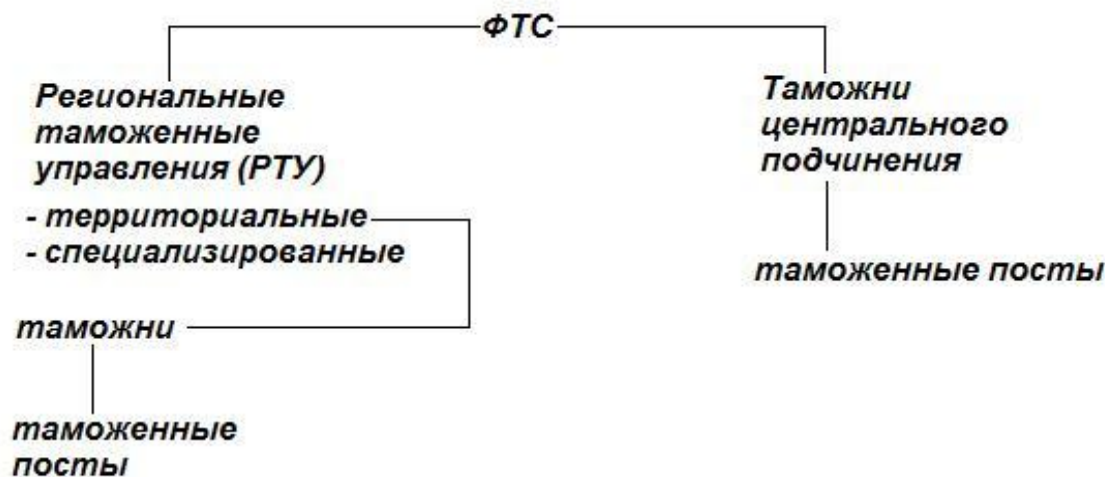 ФТС
Региональные
таможенные
управления (РТУ)
- территориальные
- специализированные
таможни
таможенные
посты
Таможни
центрального
подчинения
таможенные посты